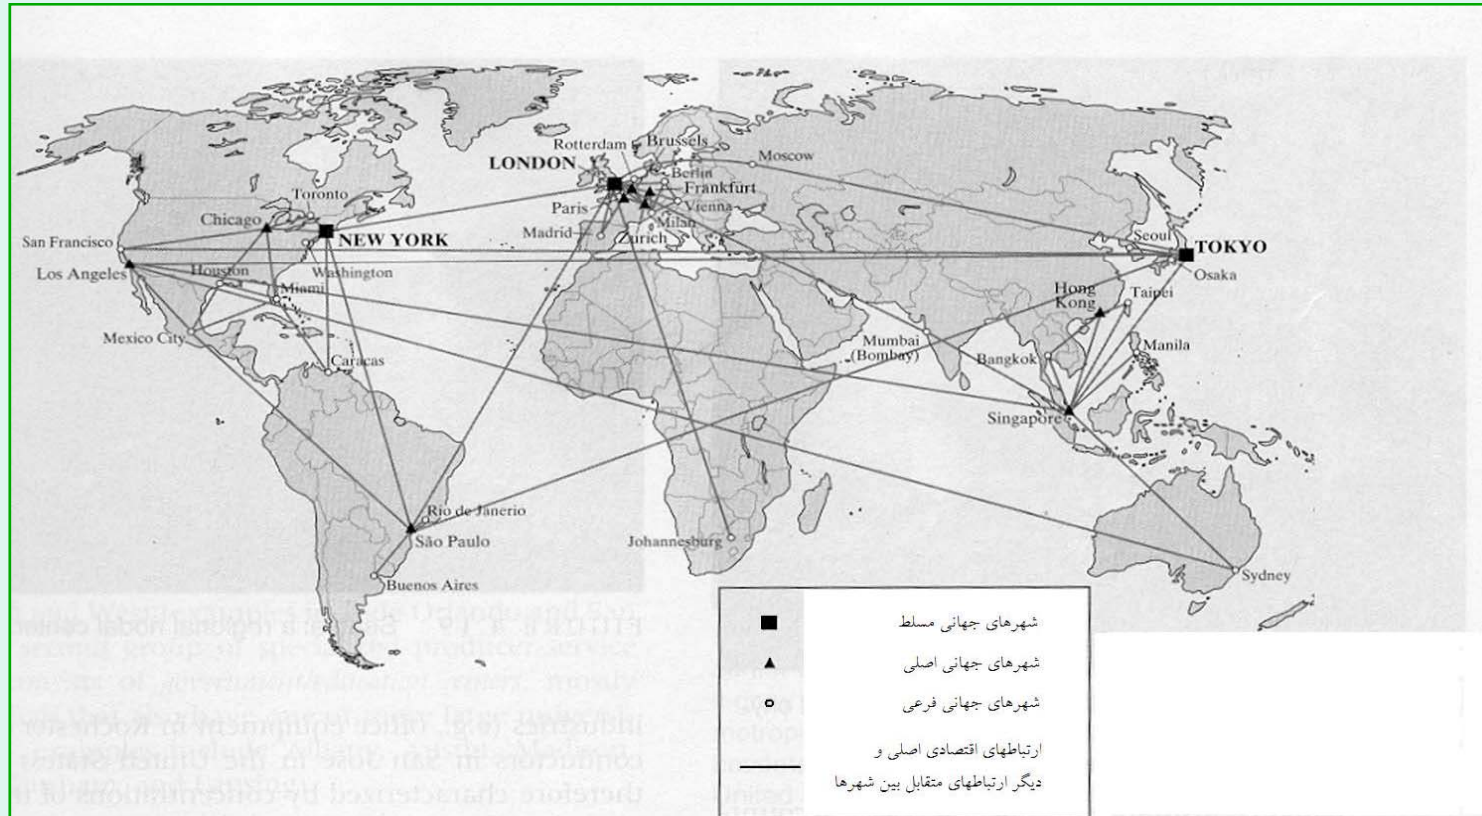 Rotterdam
Brussels
LONDON
Moscow
Berlin
Frankfurt
Toronto
Paris
Vienna
Chicago
Milan
Madrid
Zurich
San Francisco
NEW YORK
Seoul
TOKYO
Los Angeles
Houston
Washington
Osaka
Miami
Hong
Kong
Taipei
Mexico City
Mumbai
(Bombay)
Manila
Caracas
Bangkok
Singapore
Rio de Janerio
São Paulo
Johannesburg
Buenos Aires
Sydney
شهرهای جهانی مسلط
شهرهای جهانی اصلی
شهرهای جهانی فرعی
ارتباطهای اقتصادی اصلی و
دیگر ارتباطهای متقابل بین شهرها